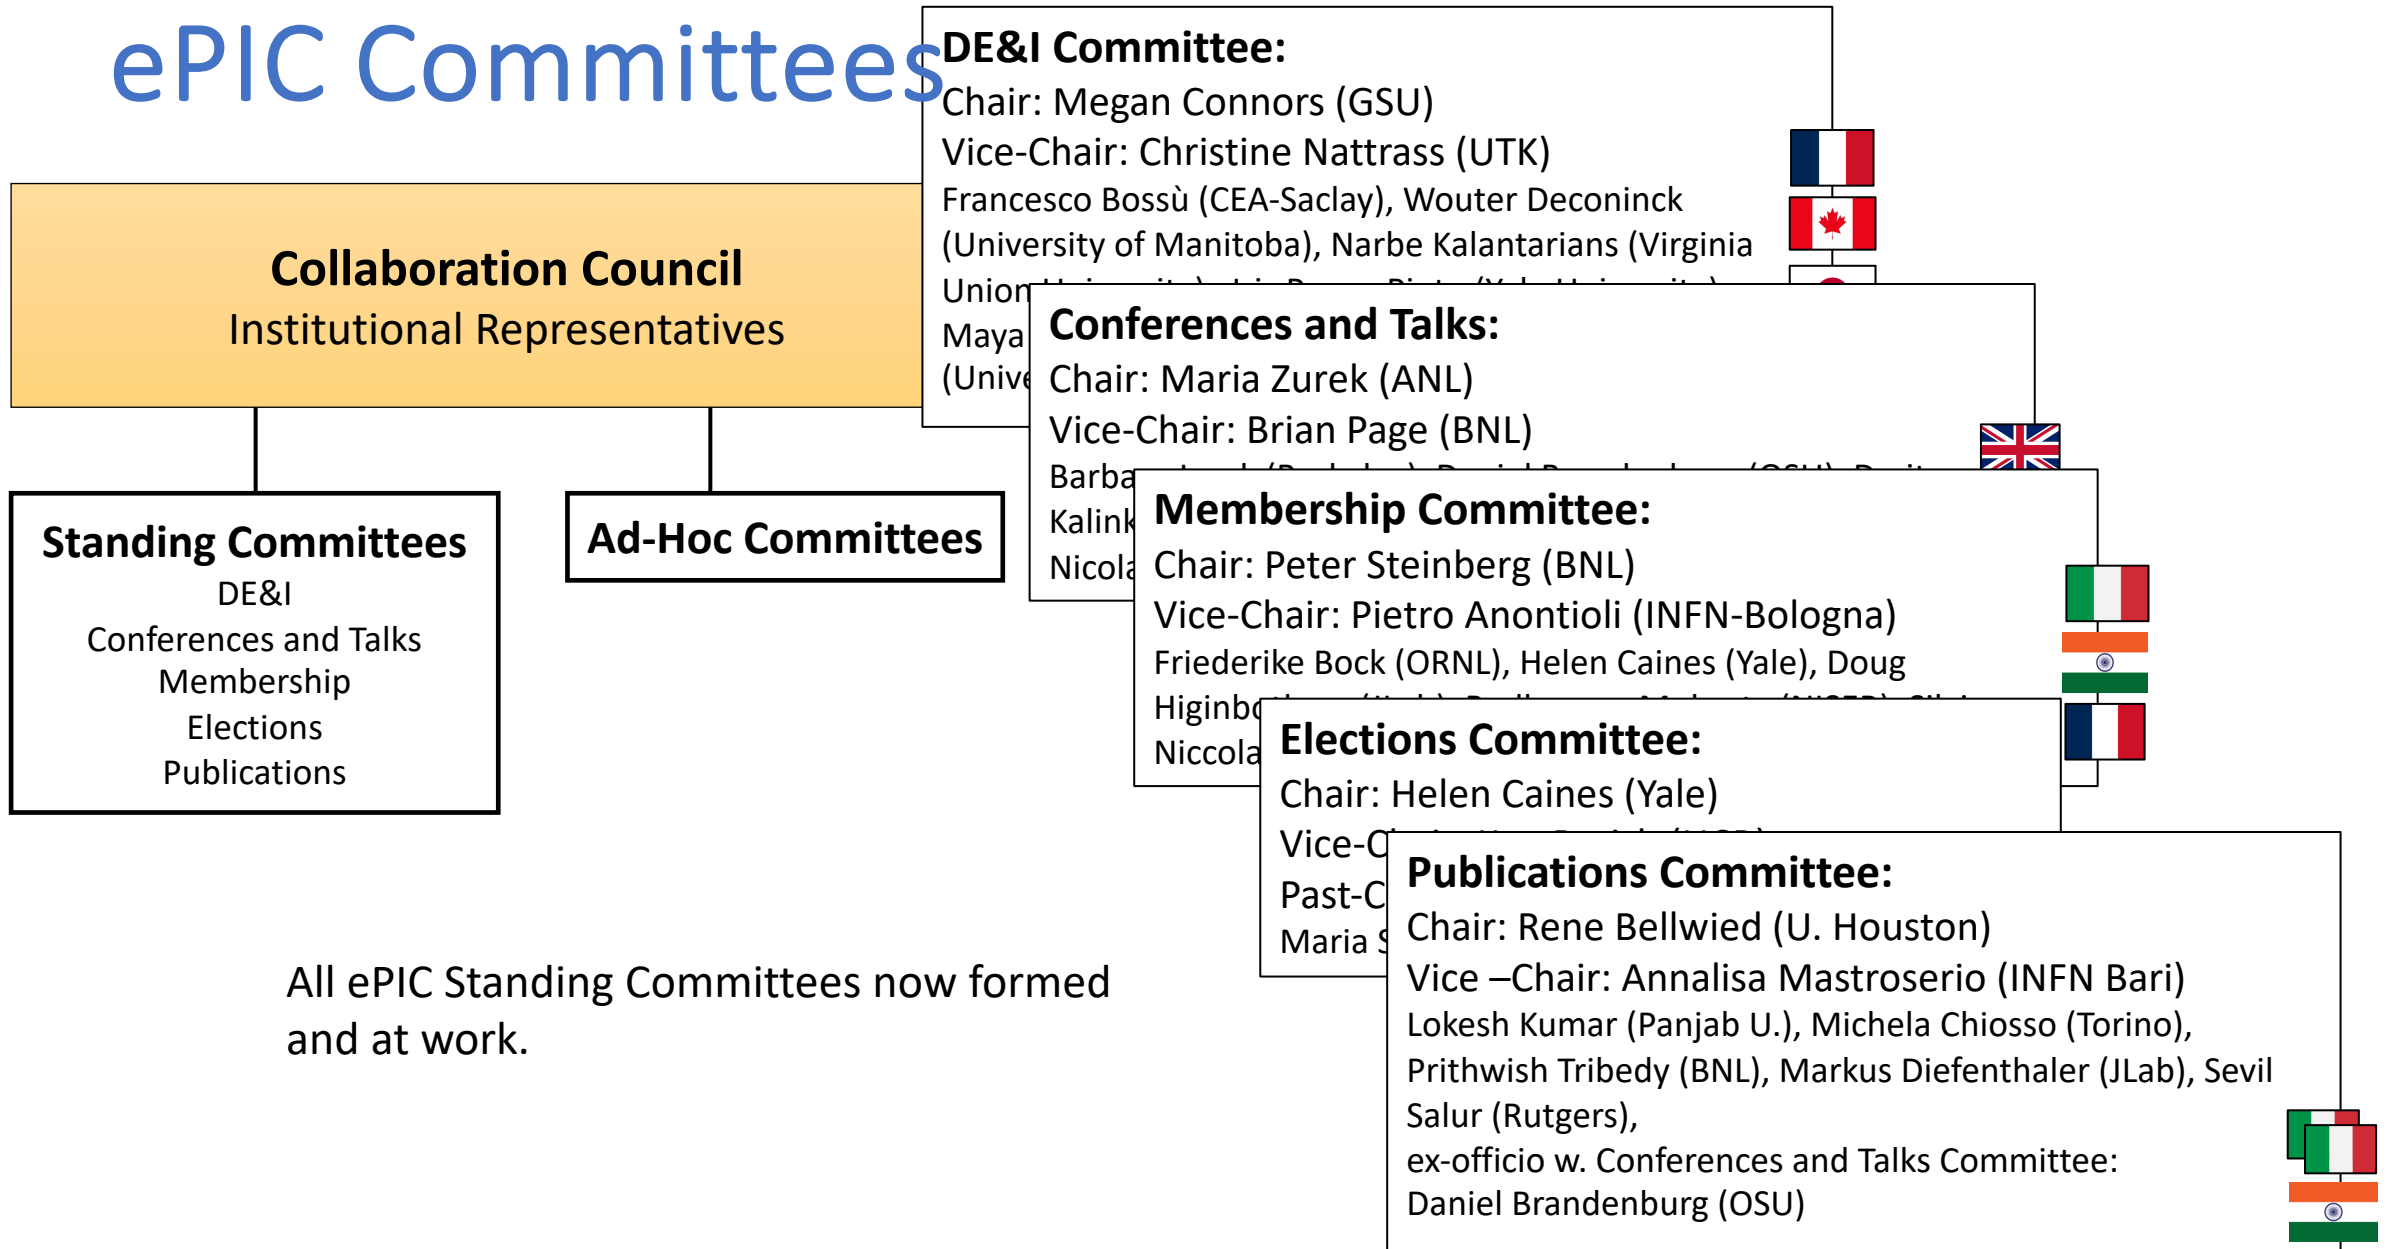 ePIC Committees
Collaboration Council
Institutional Representatives
Standing Committees
DE&I
Conferences and Talks
Membership
Elections
Publications
Ad-Hoc Committees
All ePIC Standing Committees now formed
and at work.
DE&I Committee:
Chair: Megan Connors (GSU)
Vice-Chair: Christine Nattrass (UTK)
Francesco Bossù (CEA-Saclay), Wouter Deconinck
(University of Manitoba), Narbe Kalantarians (Virginia
Union
Maya
Conferences and Talks:
Chair: Maria Zurek (ANL)
Vice-Chair: Brian Page (BNL)
Membership Committee:
Chair: Peter Steinberg (BNL)
Vice-Chair: Pietro Anontioli (INFN-Bologna)
Friederike Bock (ORNL), Helen Caines (Yale), Doug
Elections Committee:
Chair: Helen Caines (Yale)
Maria
Publications Committee:
Chair: Rene Bellwied (U. Houston)
Vice –Chair: Annalisa Mastroserio (INFN Bari)
Lokesh Kumar (Panjab U.), Michela Chiosso (Torino),
Prithwish Tribedy (BNL), Markus Diefenthaler (JLab), Sevil
Salur (Rutgers),
ex-officio w. Conferences and Talks Committee:
Daniel Brandenburg (OSU)